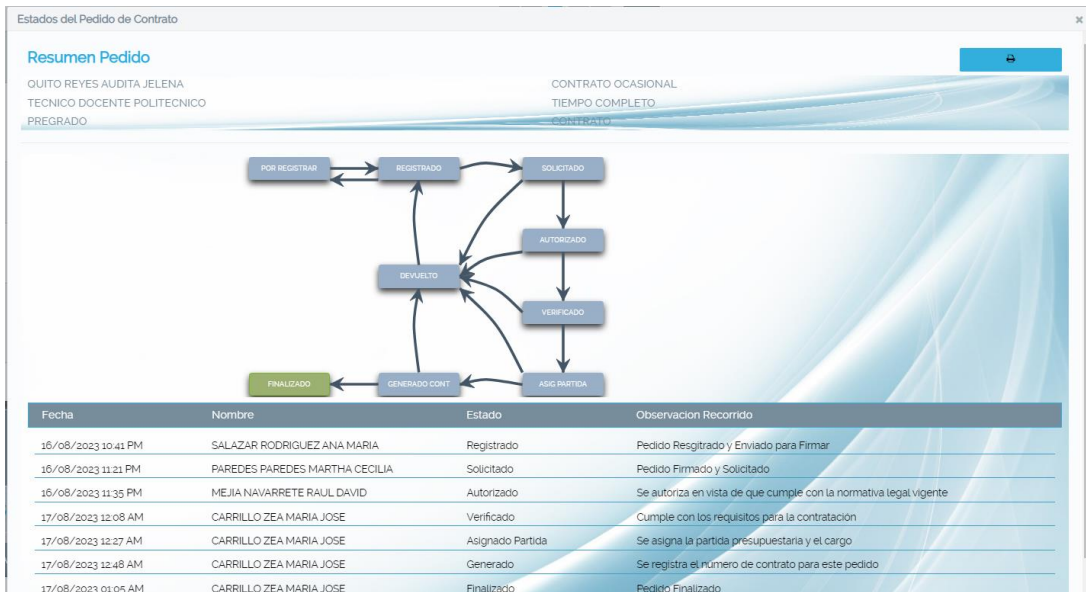 Estados del Pedido de Contrato
Resumen Pedido
QUITO REYES AUDITA JELENA
CONTRATO OCASIONAL
TECNICO DOCENTE POLITECNICO
TIEMPO COMPLETO
PREGRADO
CONTRATO
POR REGISTRAR
REGISTRADO
SOLICITADO
AUTORIZADO
DEVUELTO
VERIFICADO
FINALIZADO
GENERADO CONT
ASIG PARTIDA
Fecha Nombre Estado Observacion Recorrido
16/08/2023 10:41 PM SALAZAR RODRIGUEZ ANA MARIA Registrado Pedido Resgitrado y Enviado para Firmar
16/08/2023 11:21 PM PAREDES PAREDES MARTHA CECILIA Solicitado Pedido Firmado y Solicitado
16/08/2023 11:35 PM MEJIA NAVARRETE RAUL DAVID Autorizado Se autoriza en vista de que cumple con la normativa legal vigente
17/08/2023 12:08 AM CARRILLO ZEA MARIA JOSE Verificado Cumple con los requisitos para la contratación
17/08/2023 12:27 AM CARRILLO ZEA MARIA JOSE Asignado Partida Se asigna la partida presupuestaria y el cargo
17/08/2023 12:48 AM CARRILLO ZEA MARIA JOSE Generado Se registra el número de contrato para este pedido
17/08/2023 01:05 AM CARRILLO ZEA MARIA JOSE Finalizado Pedido Finalizado